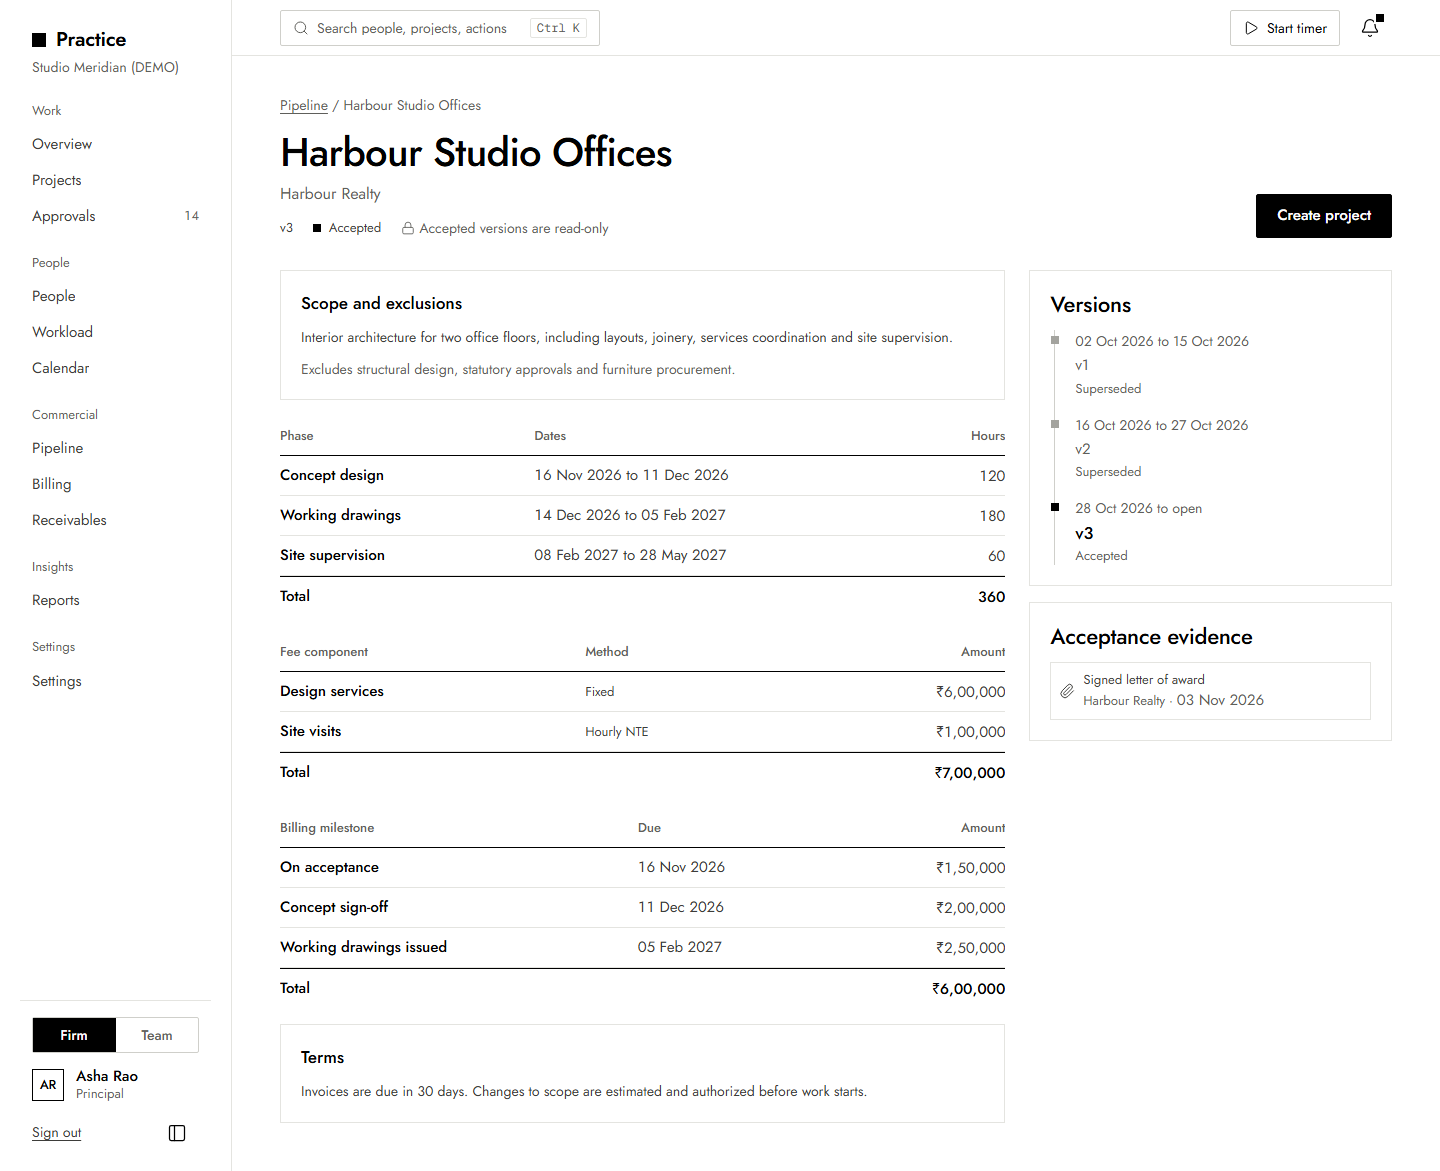 Practice
Studio Meridian (DEMO)
Work
Overview
Projects
Approvals 14
People
People
Workload
Calendar
Commercial
Pipeline
Billing
Receivables
Insights
Reports
Settings
Settings
Firm Team
AR
Asha Rao
Principal
Sign out
Search people, projects, actions Ctrl K
Start timer
Pipeline / Harbour Studio Offices
Harbour Studio Offices
Harbour Realty
v3 Accepted Accepted versions are read-only
Create project
Scope and exclusions
Interior architecture for two office floors, including layouts, joinery, services coordination and site supervision.
Excludes structural design, statutory approvals and furniture procurement.
Phase Dates Hours
Concept design 16 Nov 2026 to 11 Dec 2026 120
Working drawings 14 Dec 2026 to 05 Feb 2027 180
Site supervision 08 Feb 2027 to 28 May 2027 60
Total 360
Fee component Method Amount
Design services Fixed ₹6,00,000
Site visits Hourly NTE ₹1,00,000
Total ₹7,00,000
Billing milestone Due Amount
On acceptance 16 Nov 2026 ₹1,50,000
Concept sign-off 11 Dec 2026 ₹2,00,000
Working drawings issued 05 Feb 2027 ₹2,50,000
Total ₹6,00,000
Terms
Invoices are due in 30 days. Changes to scope are estimated and authorized before work starts.
Versions
02 Oct 2026 to 15 Oct 2026
v1
Superseded
16 Oct 2026 to 27 Oct 2026
v2
Superseded
28 Oct 2026 to open
v3
Accepted
Acceptance evidence
Signed letter of award
Harbour Realty · 03 Nov 2026